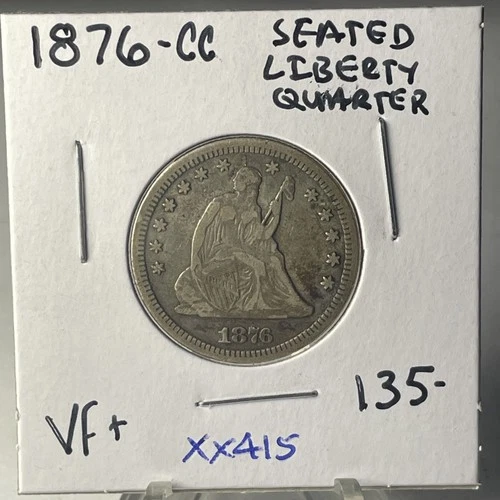 1876-CC
SEATED
LIBERTY
QUARTER
1876
VF+
135-
XX415